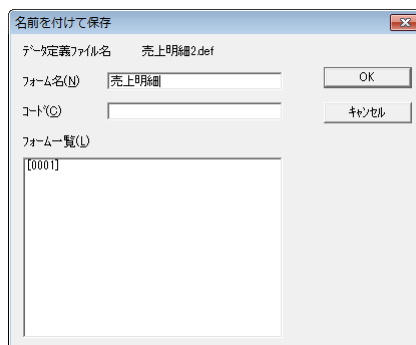 名前を付けて保存
データ定義ファイル名 売上明細2.def
フォーム名(N) 売上明細 OK
コード(C) キャンセル
フォーム一覧(L)
[0001]